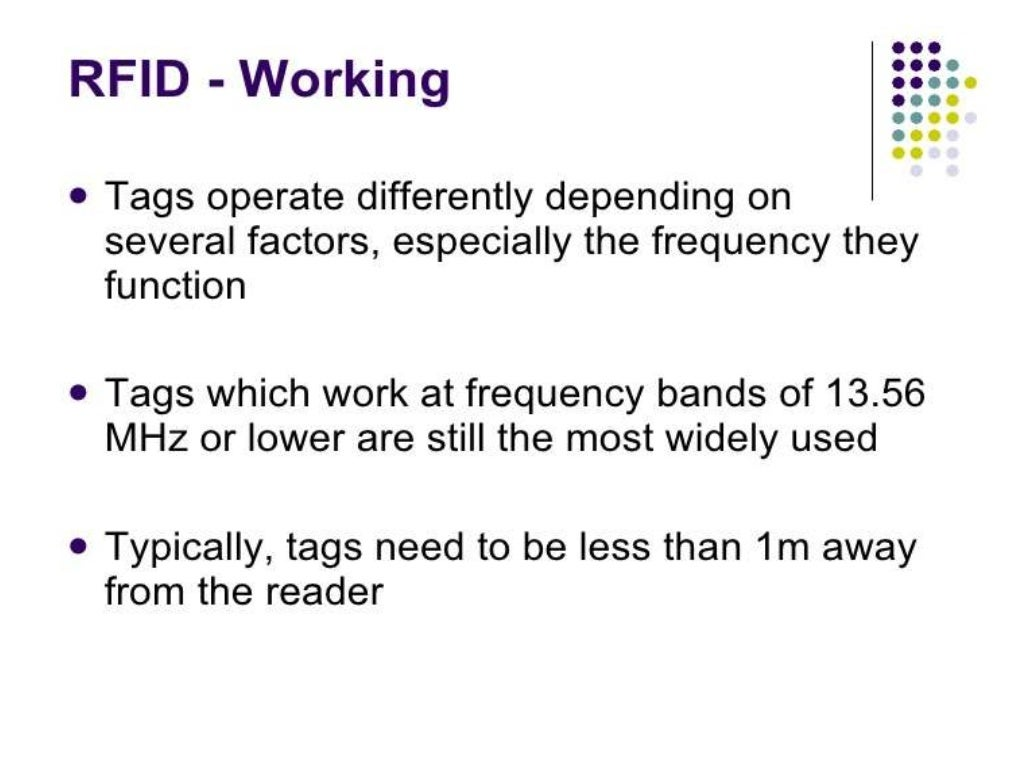 RFID - Working
• Tags operate differently depending on
several factors, especially the frequency they
function
• Tags which work at frequency bands of 13.56
MHz or lower are still the most widely used
• Typically, tags need to be less than 1m away
from the reader